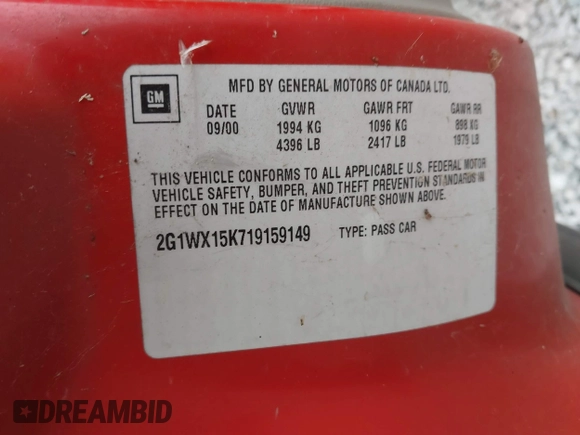 GM
MFD BY GENERAL MOTORS OF CANADA LTD.
DATE GVWR GAWR FRT GAWR RR
09/00 1994 KG 1096 KG 898 KG
4396 LB 2417 LB 1979 LB
THIS VEHICLE CONFORMS TO ALL APPLICABLE U.S. FEDERAL MOTOR
VEHICLE SAFETY, BUMPER, AND THEFT PREVENTION STANDARDS IN
EFFECT ON THE DATE OF MANUFACTURE SHOWN ABOVE.
2G1WX15K719159149 TYPE: PASS CAR
DREAMBID